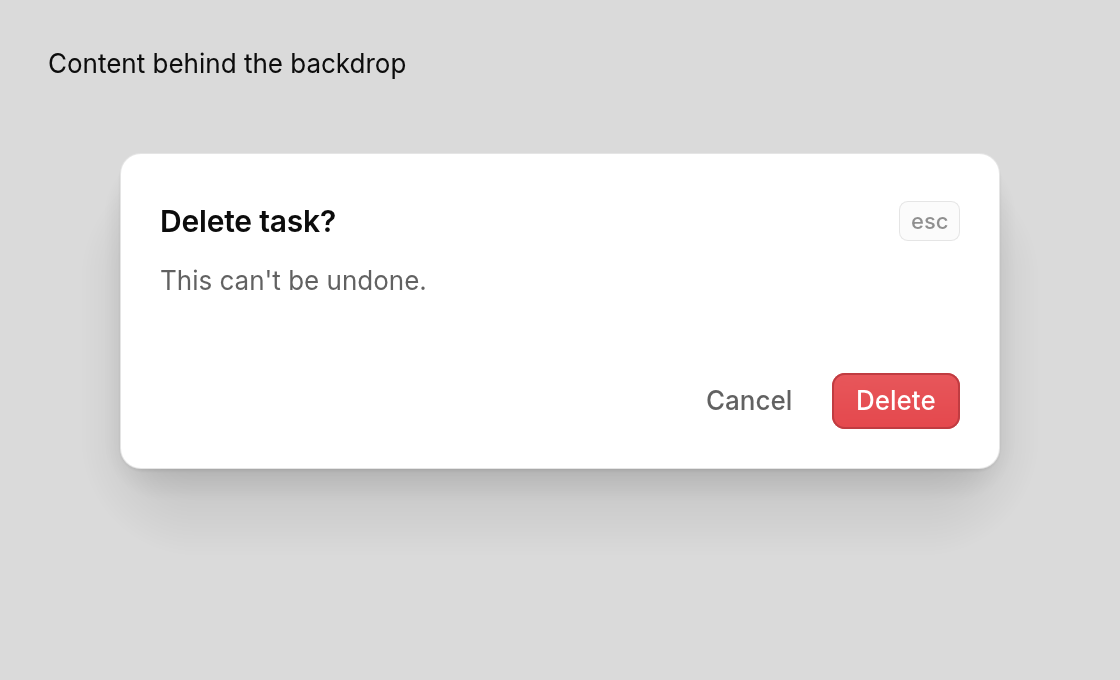 Content behind the backdrop
Delete task?
esc
This can't be undone.
Cancel
Delete